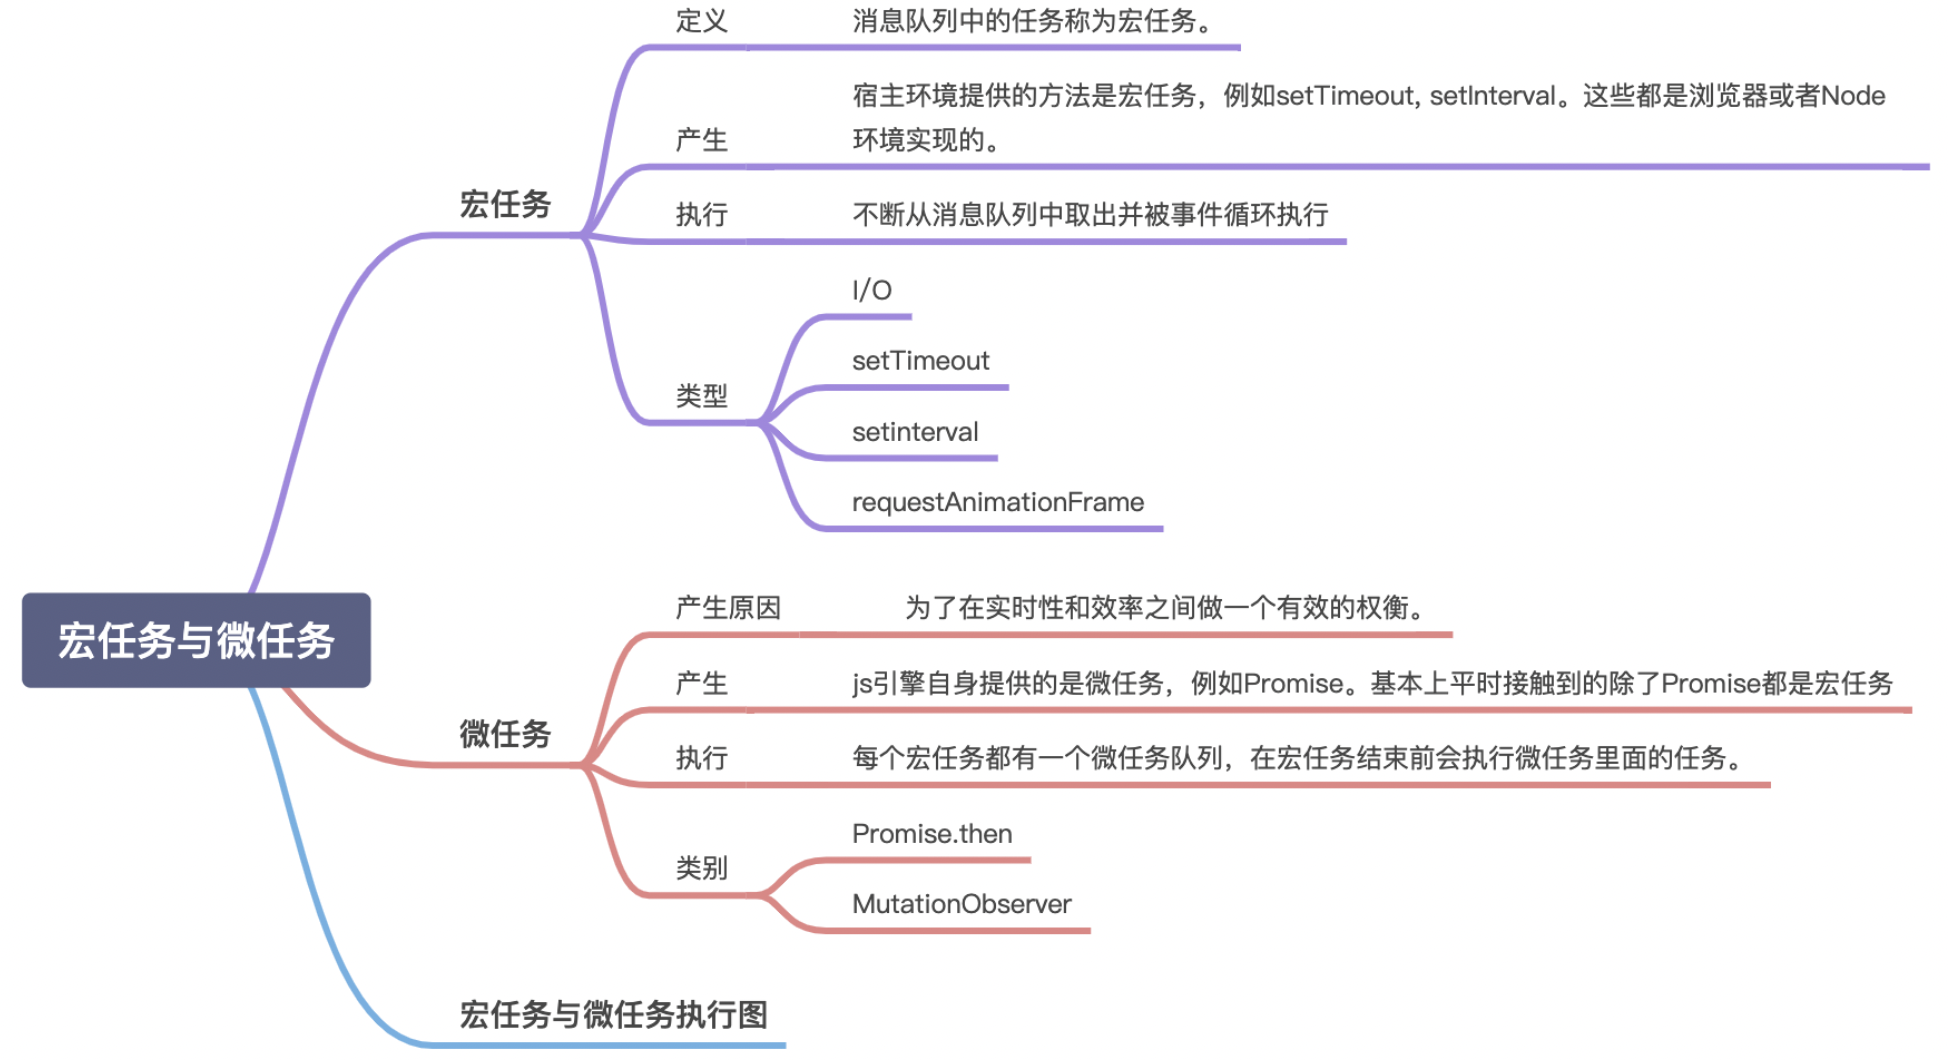 宏任务与微任务
宏任务
定义
消息队列中的任务称为宏任务。
产生
宿主环境提供的方法是宏任务，例如setTimeout, setInterval。这些都是浏览器或者Node
环境实现的。
执行
不断从消息队列中取出并被事件循环执行
类型
I/O
setTimeout
setinterval
requestAnimationFrame
微任务
产生原因
为了在实时性和效率之间做一个有效的权衡。
产生
js引擎自身提供的是微任务，例如Promise。基本上平时接触到的除了Promise都是宏任务
执行
每个宏任务都有一个微任务队列，在宏任务结束前会执行微任务里面的任务。
类别
Promise.then
MutationObserver
宏任务与微任务执行图